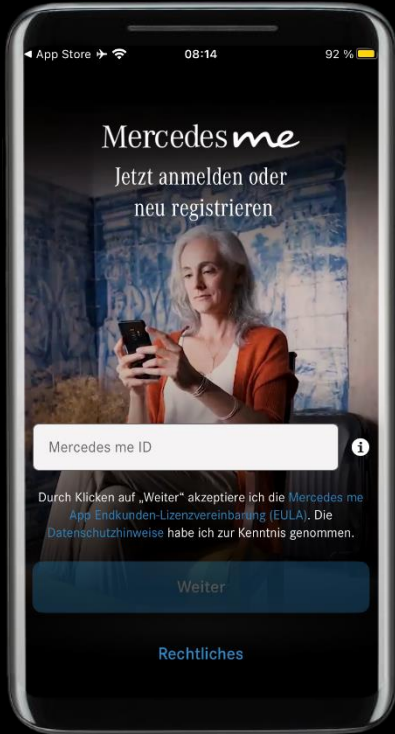 App Store
08:14
92 %
Mercedes me
Jetzt anmelden oder
neu registrieren
Mercedes me ID
Durch Klicken auf „Weiter“ akzeptiere ich die Mercedes me
App Endkunden-Lizenzvereinbarung (EULA). Die
Datenschutzhinweise habe ich zur Kenntnis genommen.
Weiter
Rechtliches